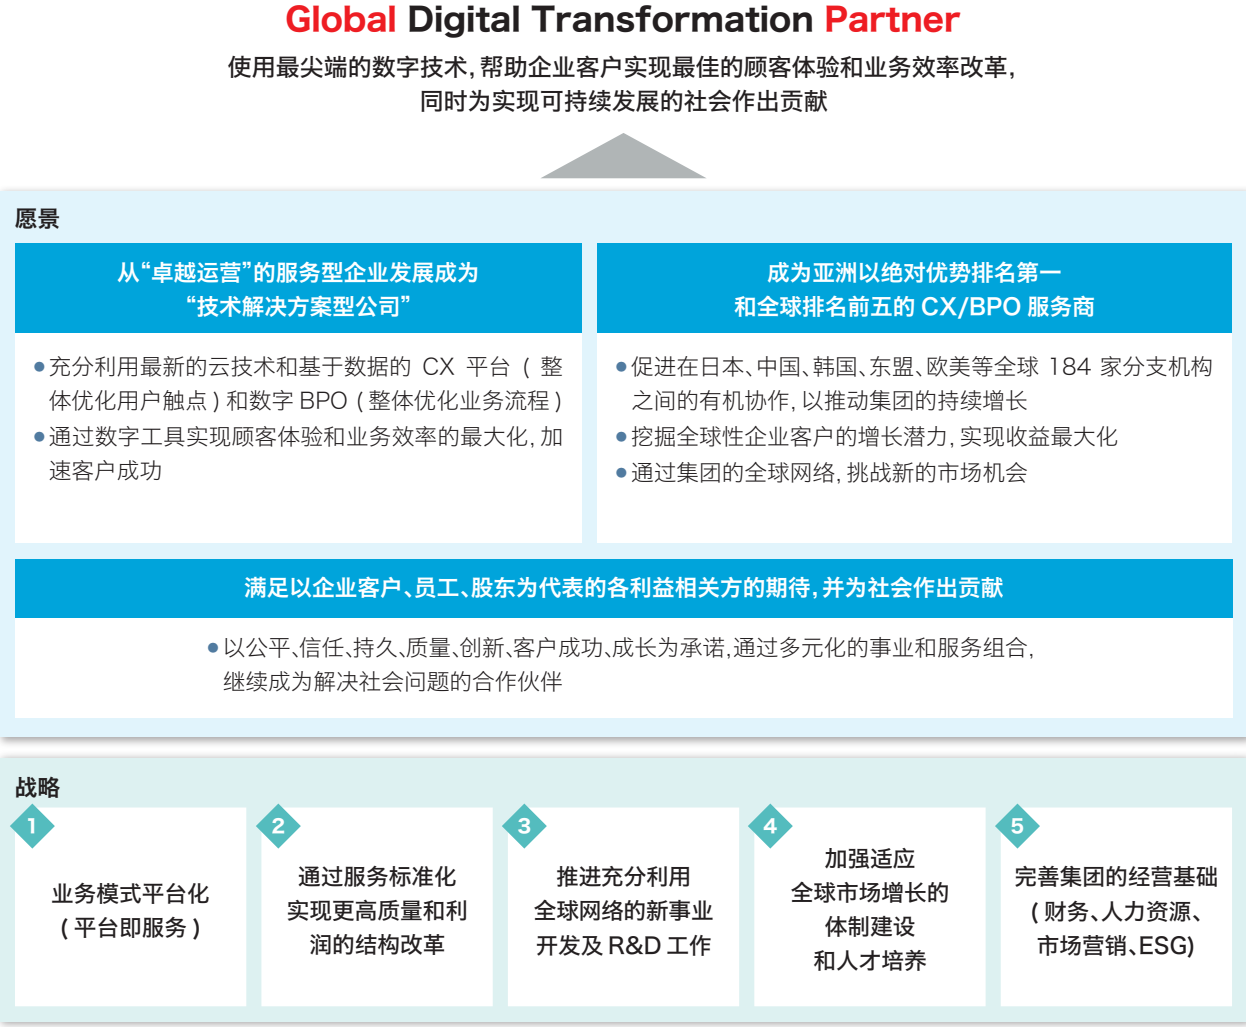 Global Digital Transformation Partner
使用最尖端的数字技术，帮助企业客户实现最佳的顾客体验和业务效率改革，
同时为实现可持续发展的社会作出贡献
愿景
从“卓越运营”的服务型企业发展成为
“技术解决方案型公司”
●充分利用最新的云技术和基于数据的 CX 平台 ( 整
体优化用户触点 ) 和数字 BPO ( 整体优化业务流程 )
●通过数字工具实现顾客体验和业务效率的最大化，加
速客户成功
成为亚洲以绝对优势排名第一
和全球排名前五的 CX/BPO 服务商
●促进在日本、中国、韩国、东盟、欧美等全球 184 家分支机构
之间的有机协作，以推动集团的持续增长
●挖掘全球性企业客户的增长潜力，实现收益最大化
●通过集团的全球网络，挑战新的市场机会
满足以企业客户、员工、股东为代表的各利益相关方的期待，并为社会作出贡献
●以公平、信任、持久、质量、创新、客户成功、成长为承诺，通过多元化的事业和服务组合，
继续成为解决社会问题的合作伙伴
战略
1
业务模式平台化
( 平台即服务 )
2
通过服务标准化
实现更高质量和利
润的结构改革
3
推进充分利用
全球网络的新事业
开发及 R&D 工作
4
加强适应
全球市场增长的
体制建设
和人才培养
5
完善集团的经营基础
( 财务、人力资源、
市场营销、ESG)